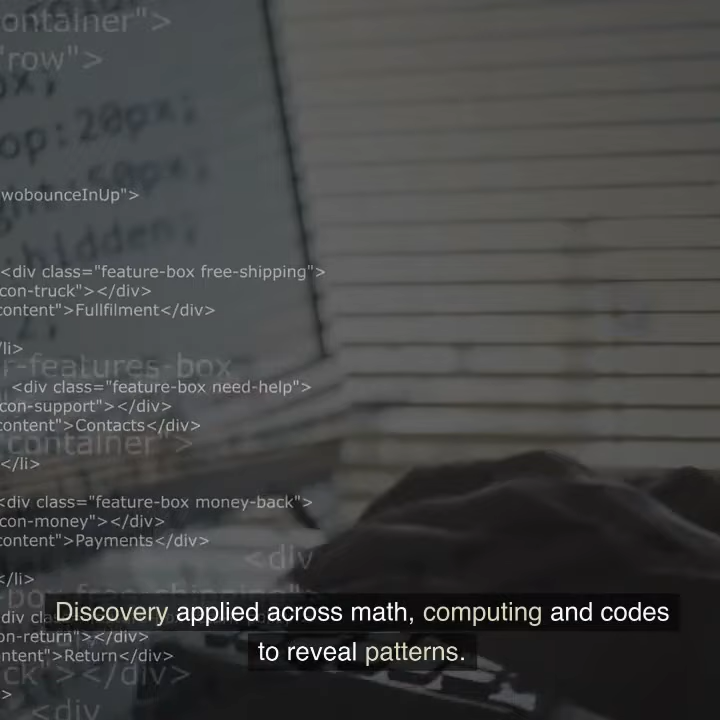 ontainer">
"row">
px;
op:20px;
50px;
wobounceInUp">
hidden;
<div class="feature-box free-shipping">
con-truck"></div>
content">Fullfilment</div>
/li>
r-features-box
<div class="feature-box need-help">
con-support"></div>
content">Contacts</div>
"container">
</li>
<div class="feature-box money-back">
con-money"></div>
content">Payments</div>
<div
</li>
Discovery applied across math, computing and codes
to reveal patterns.
on-return"></div>
ntent">Return</div>
ck"></div>
>
<div